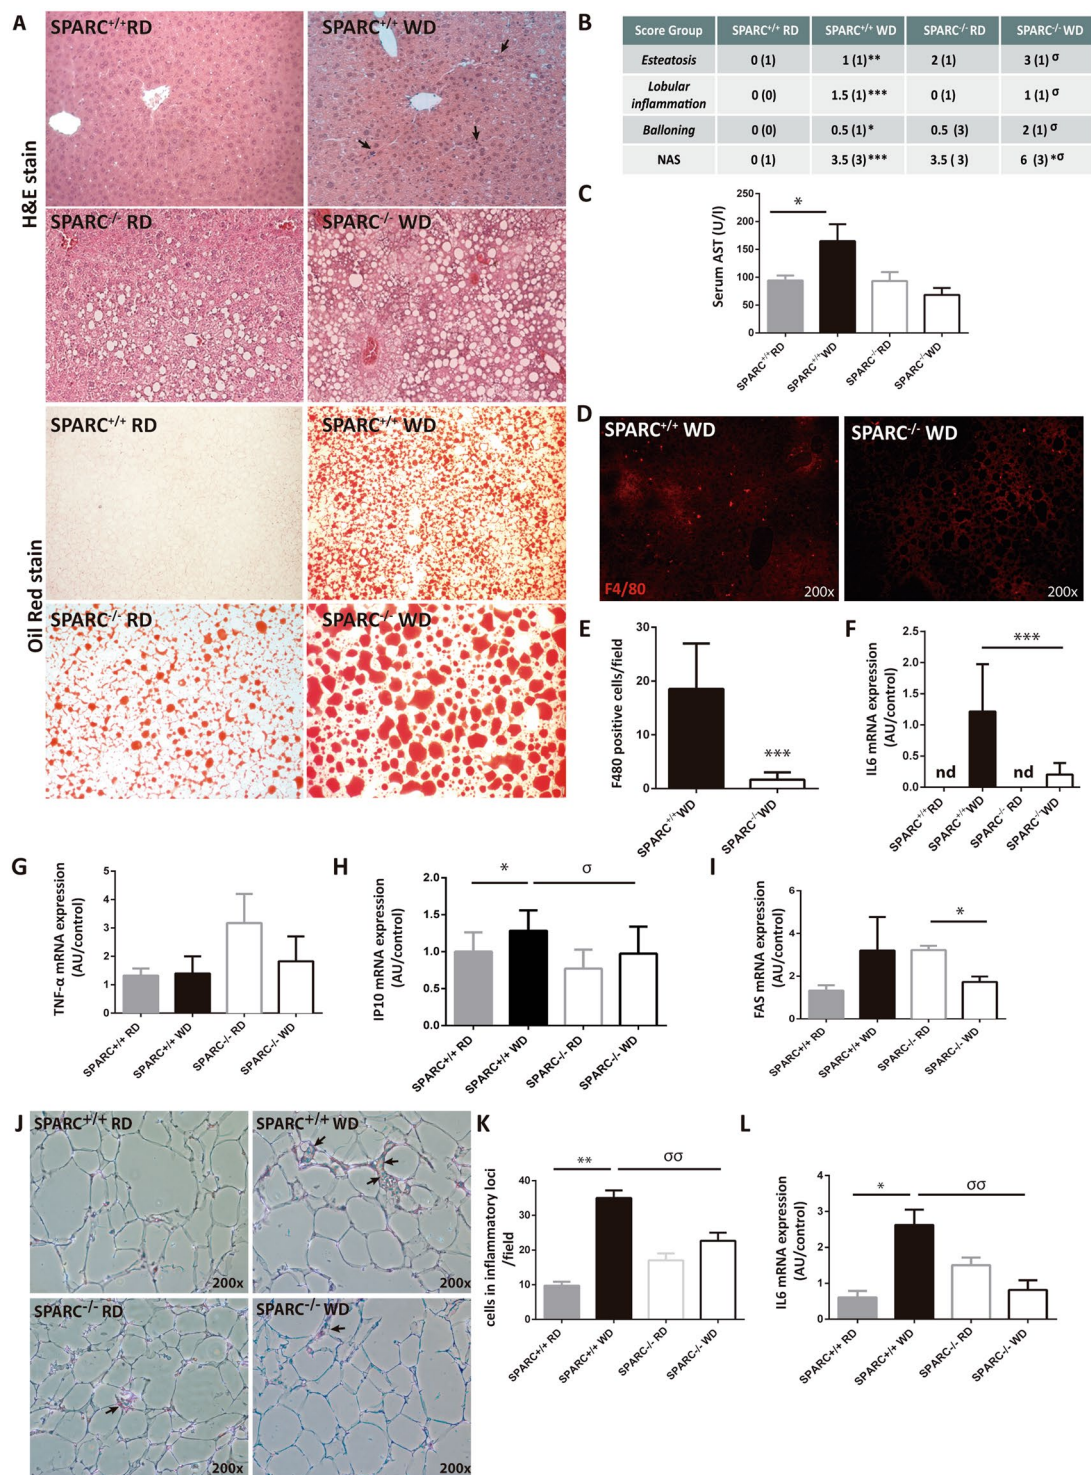 A
H&E stain
SPARC+/+RD
SPARC+/+ WD
SPARC-/- RD
SPARC-/- WD
Oil Red stain
SPARC+/+ RD
SPARC+/+ WD
SPARC-/- RD
SPARC-/- WD
B
Score Group SPARC+/+ RD SPARC+/+ WD SPARC-/- RD SPARC-/- WD
Esteatosis 0 (1) 1 (1)** 2 (1) 3 (1) σ
Lobular inflammation 0 (0) 1.5 (1)*** 0 (1) 1 (1) σ
Balloning 0 (0) 0.5 (1)* 0.5 (3) 2 (1) σ
NAS 0 (1) 3.5 (3)*** 3.5 ( 3) 6 (3) *σ
C
Serum AST (U/l)
200
150
100
50
0
*
SPARC+/+RD
SPARC+/+WD
SPARC-/-RD
SPARC-/-WD
D
SPARC+/+ WD
F4/80
200x
SPARC-/- WD
200x
E
F480 positive cells/field
30
20
10
0
***
SPARC+/+WD
SPARC-/-WD
F
IL6 mRNA expression
(AU/control)
2.5
2.0
1.5
1.0
0.5
0.0
***
nd
nd
SPARC+/+RD
SPARC+/+WD
SPARC-/-RD
SPARC-/-WD
G
TNF-α mRNA expression
(AU/control)
5
4
3
2
1
0
SPARC+/+ RD
SPARC+/+ WD
SPARC-/- RD
SPARC-/- WD
H
IP10 mRNA expression
(AU/control)
2.0
1.5
1.0
0.5
0.0
*
σ
SPARC+/+ RD
SPARC+/+ WD
SPARC-/- RD
SPARC-/- WD
I
FAS mRNA expression
(AU/control)
6
4
2
0
*
SPARC+/+ RD
SPARC+/+ WD
SPARC-/- RD
SPARC-/- WD
J
SPARC+/+ RD
200x
SPARC+/+ WD
200x
SPARC-/- RD
200x
SPARC-/- WD
200x
K
cells in inflammatory loci
/field
40
30
20
10
0
**
σσ
SPARC+/+ RD
SPARC+/+ WD
SPARC-/- RD
SPARC-/- WD
L
IL6 mRNA expression
(AU/control)
4
3
2
1
0
*
σσ
SPARC+/+ RD
SPARC+/+ WD
SPARC-/- RD
SPARC-/- WD